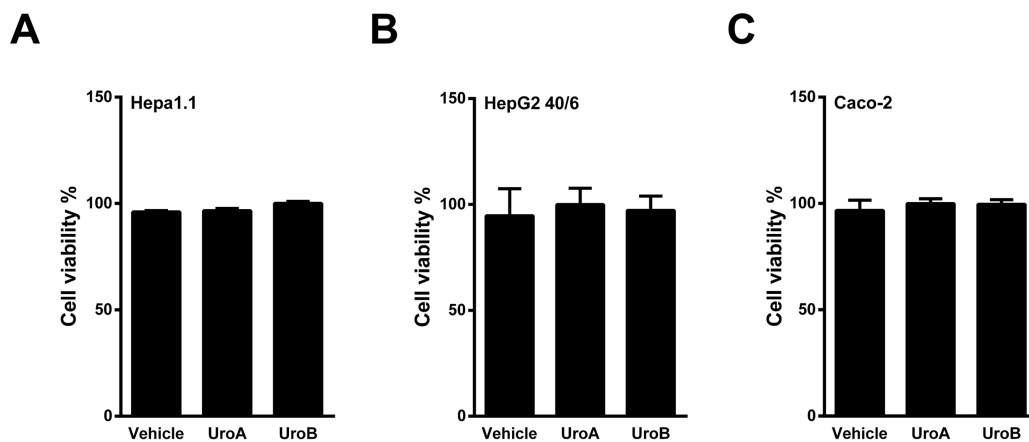 A
Cell viability %
150
100
50
0
Hepa1.1
Vehicle UroA UroB
B
Cell viability %
150
100
50
0
HepG2 40/6
Vehicle UroA UroB
C
Cell viability %
150
100
50
0
Caco-2
Vehicle UroA UroB